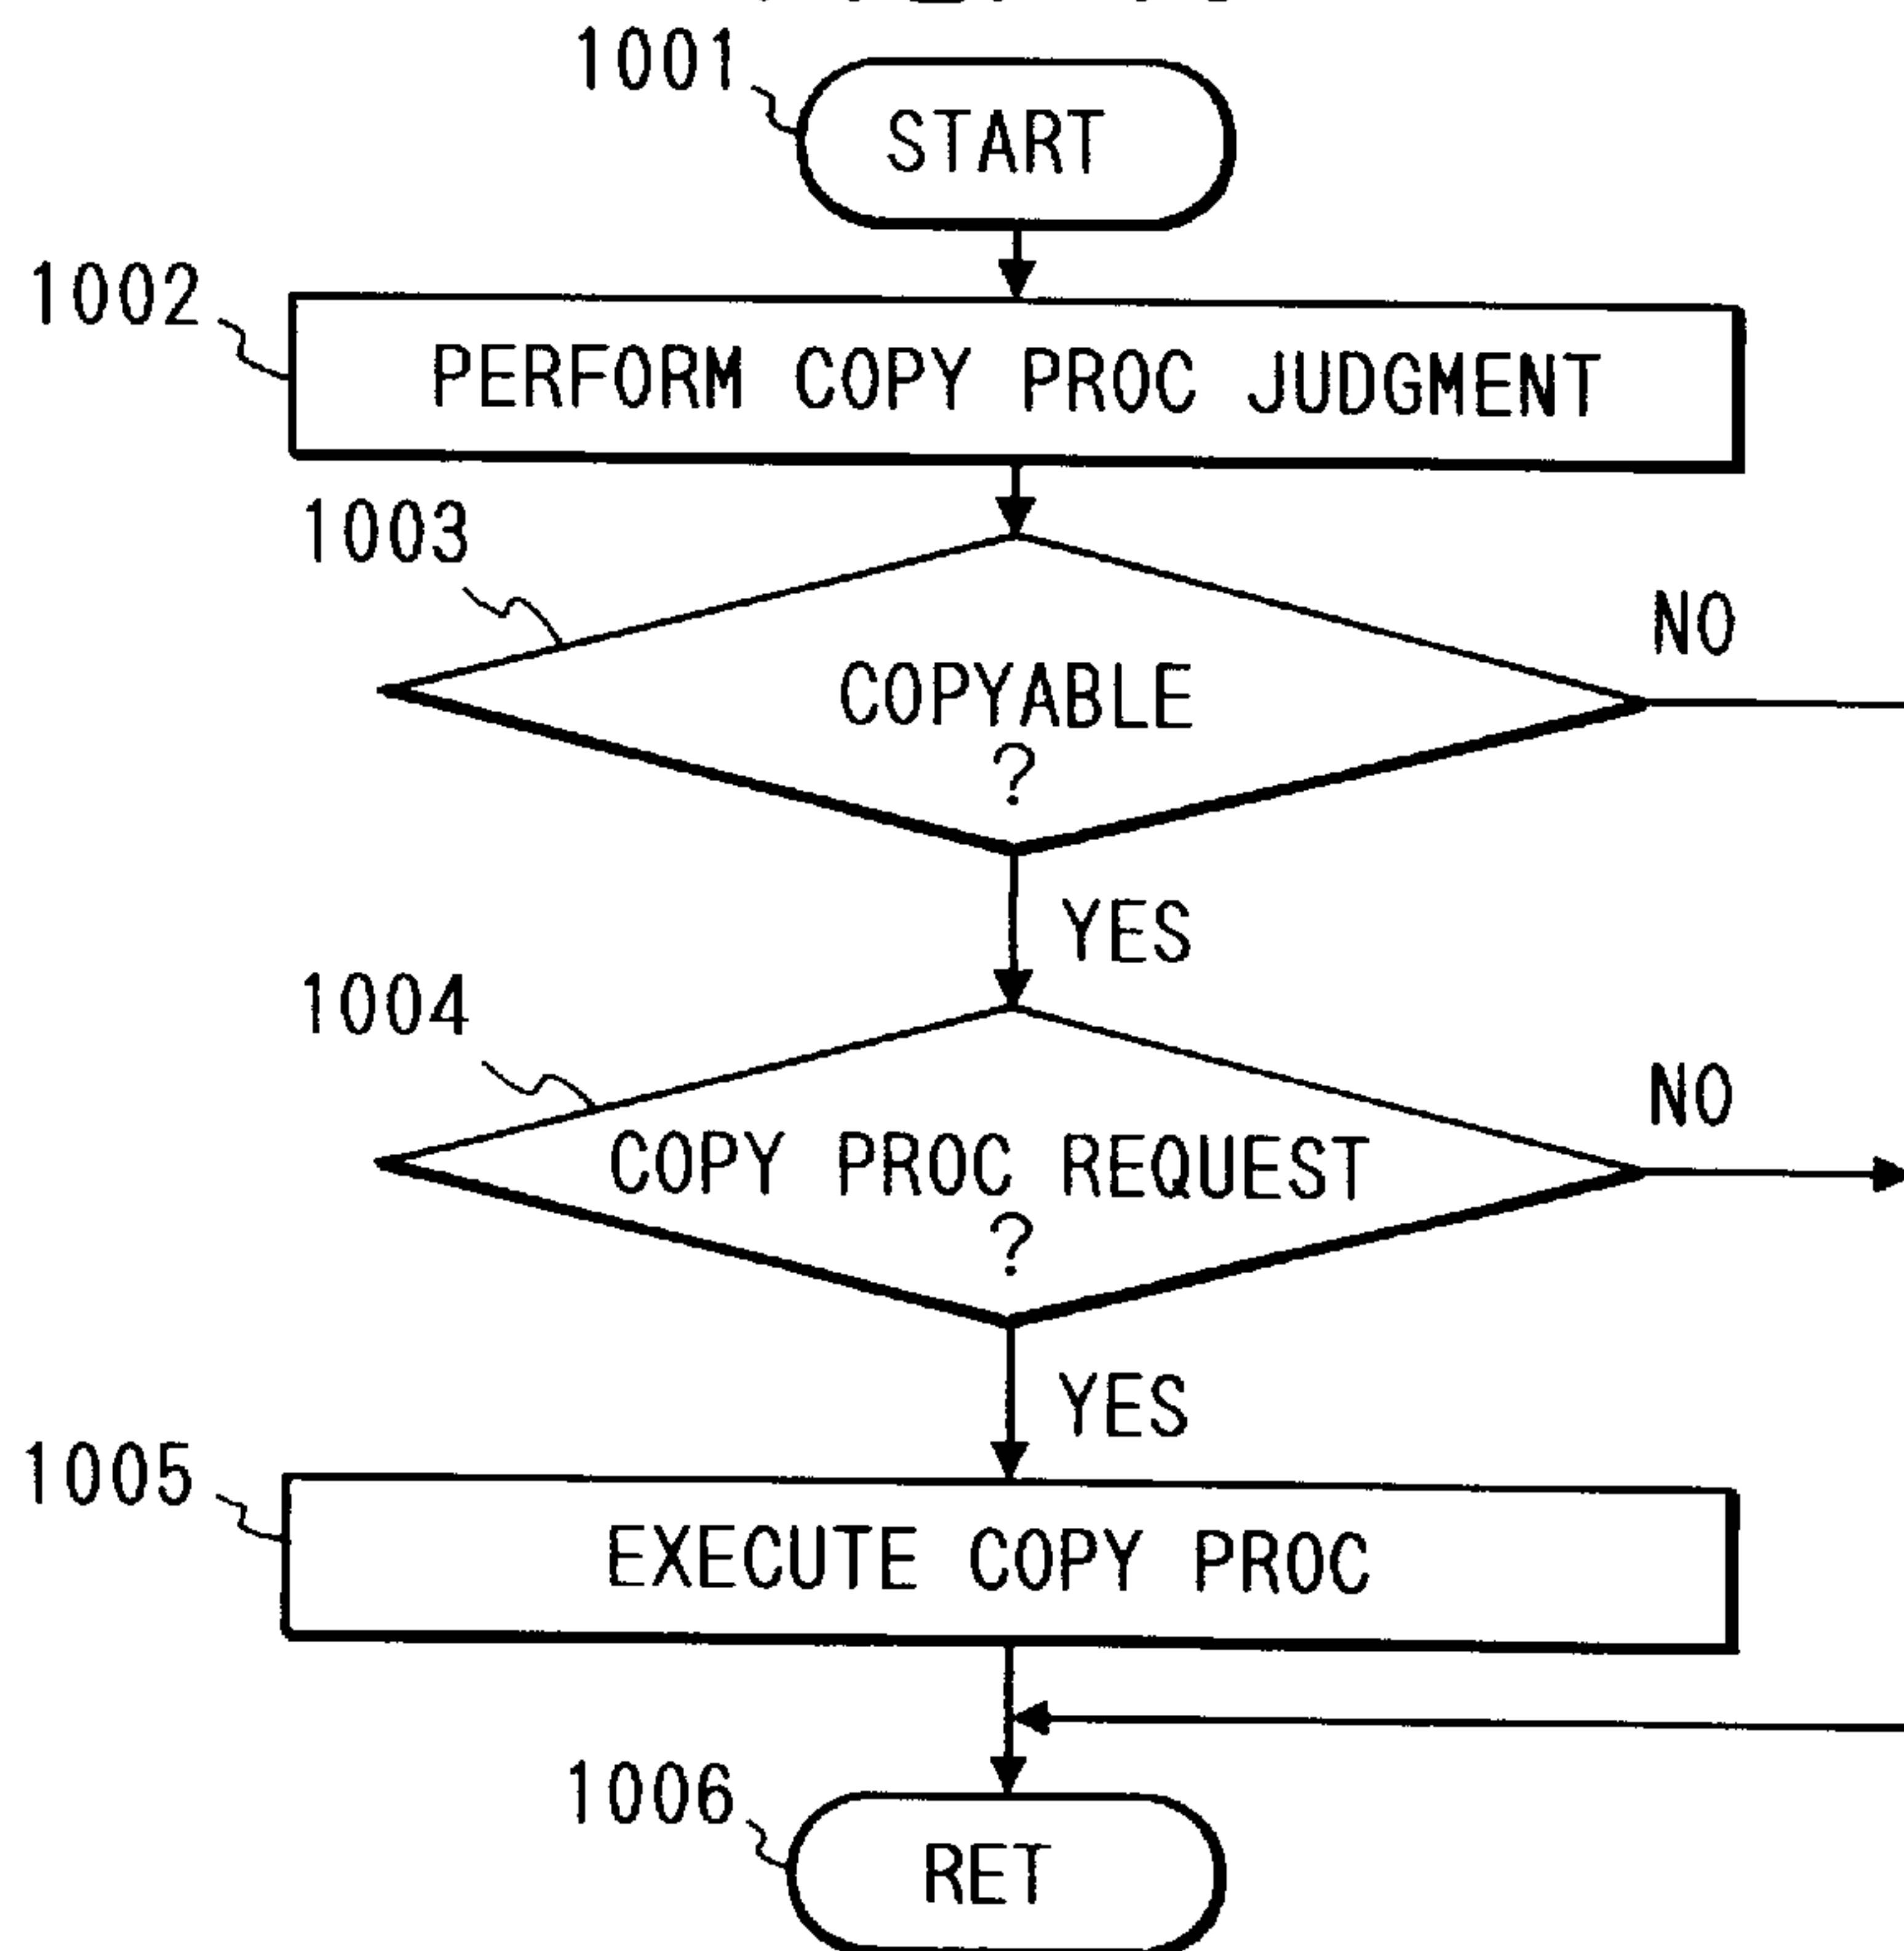 1001
START
1002
PERFORM COPY PROC JUDGMENT
1003
NO
COPYABLE
?
YES
1004
NO
COPY PROC REQUEST
?
YES
1005
EXECUTE COPY PROC
1006
RET